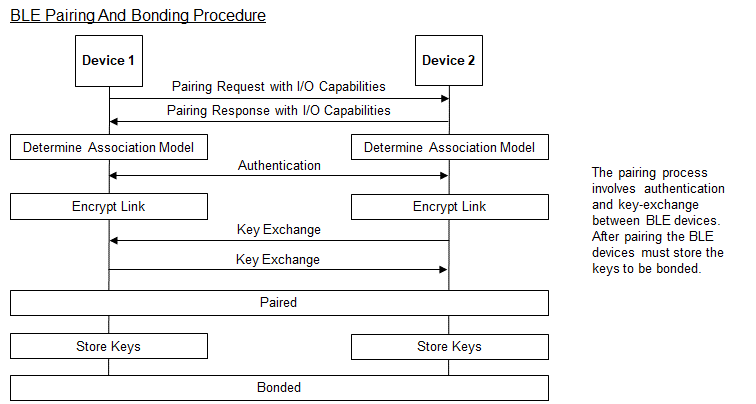 BLE Pairing And Bonding Procedure
Device 1
Device 2
Pairing Request with I/O Capabilities
Pairing Response with I/O Capabilities
Determine Association Model
Determine Association Model
Authentication
Encrypt Link
Encrypt Link
Key Exchange
Key Exchange
Paired
Store Keys
Store Keys
Bonded
The pairing process
involves authentication
and key-exchange
between BLE devices.
After pairing the BLE
devices must store the
keys to be bonded.